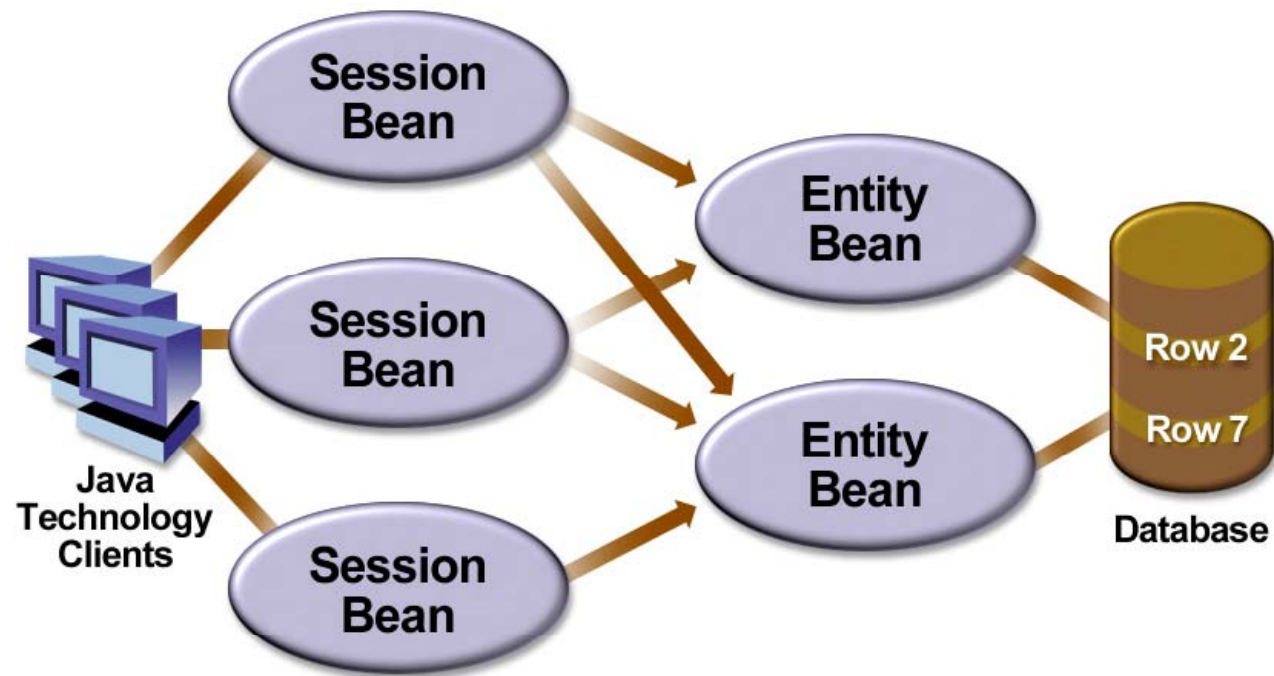 Session
Bean
Session
Bean
Session
Bean
Java
Technology
Clients
Entity
Bean
Entity
Bean
Row 2
Row 7
Database